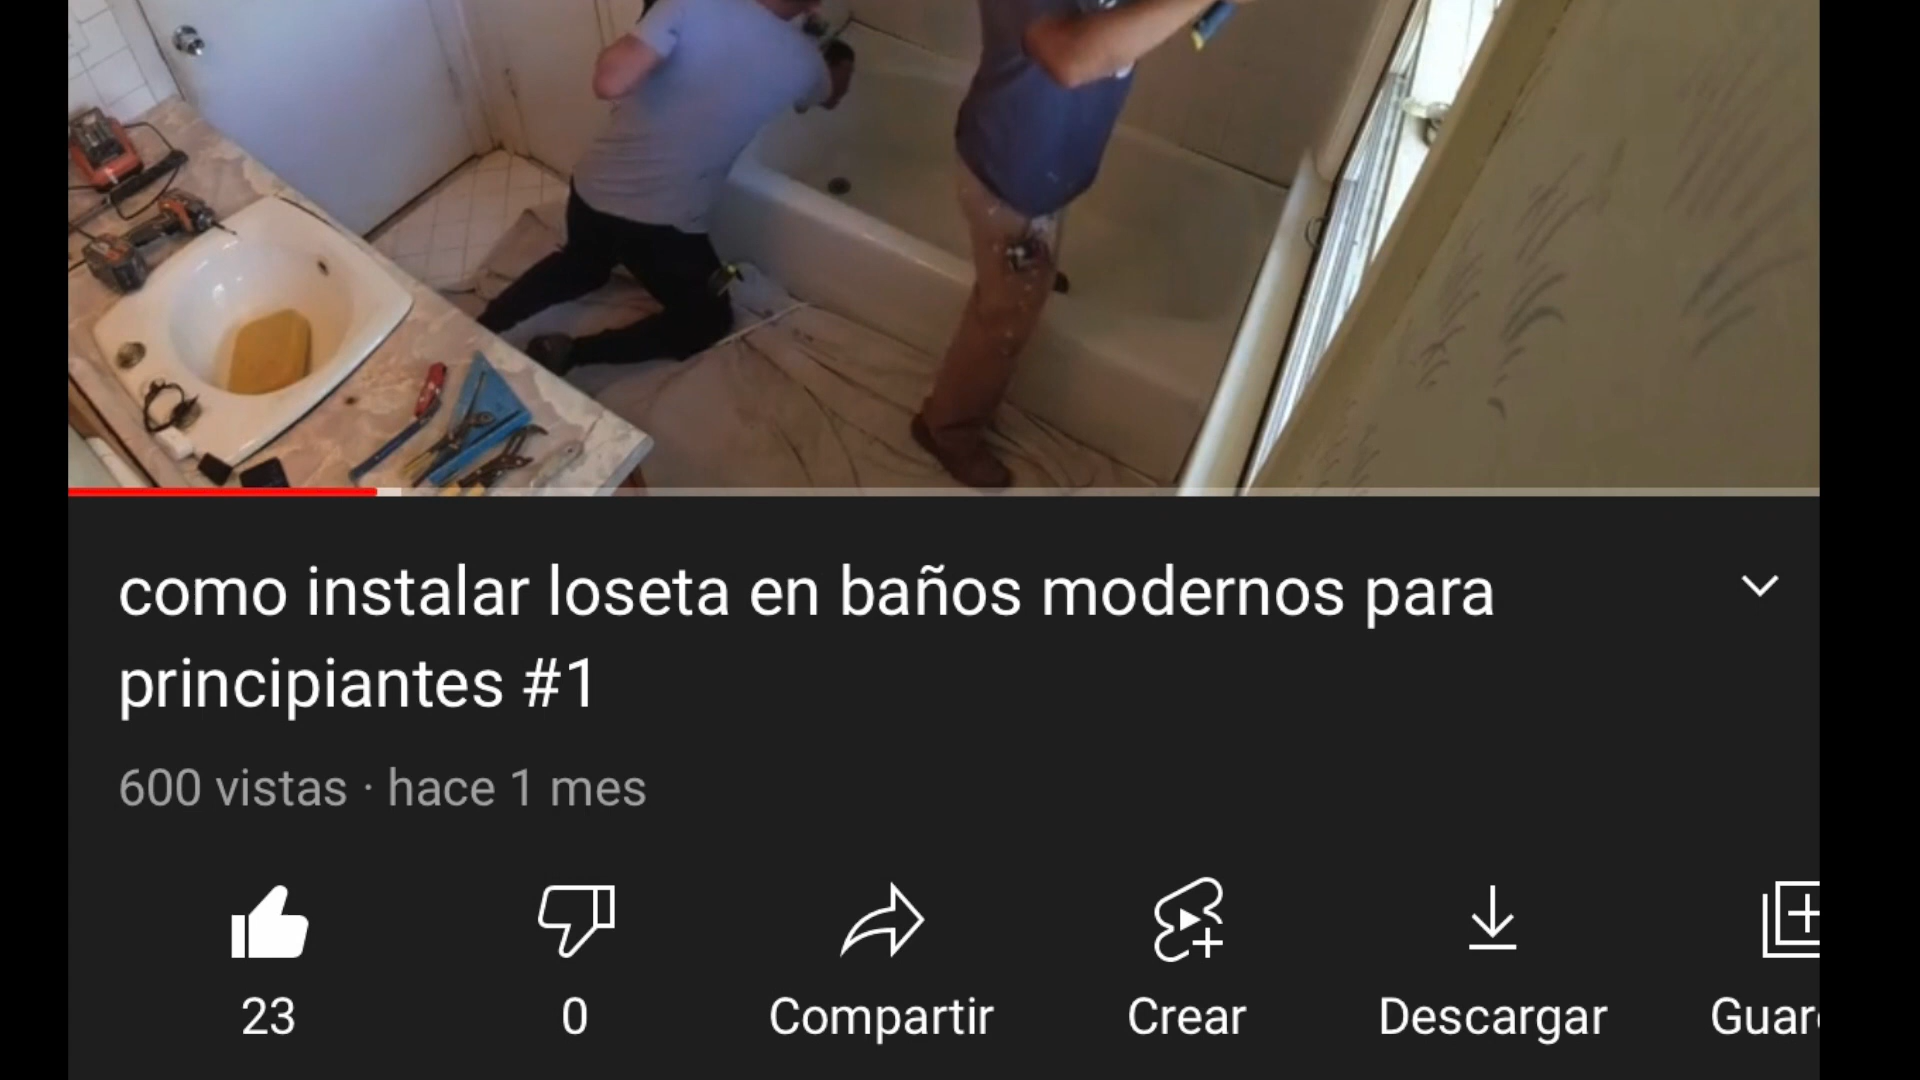 como instalar loseta en baños modernos para
principiantes #1
600 vistas · hace 1 mes
23 0 Compartir Crear Descargar